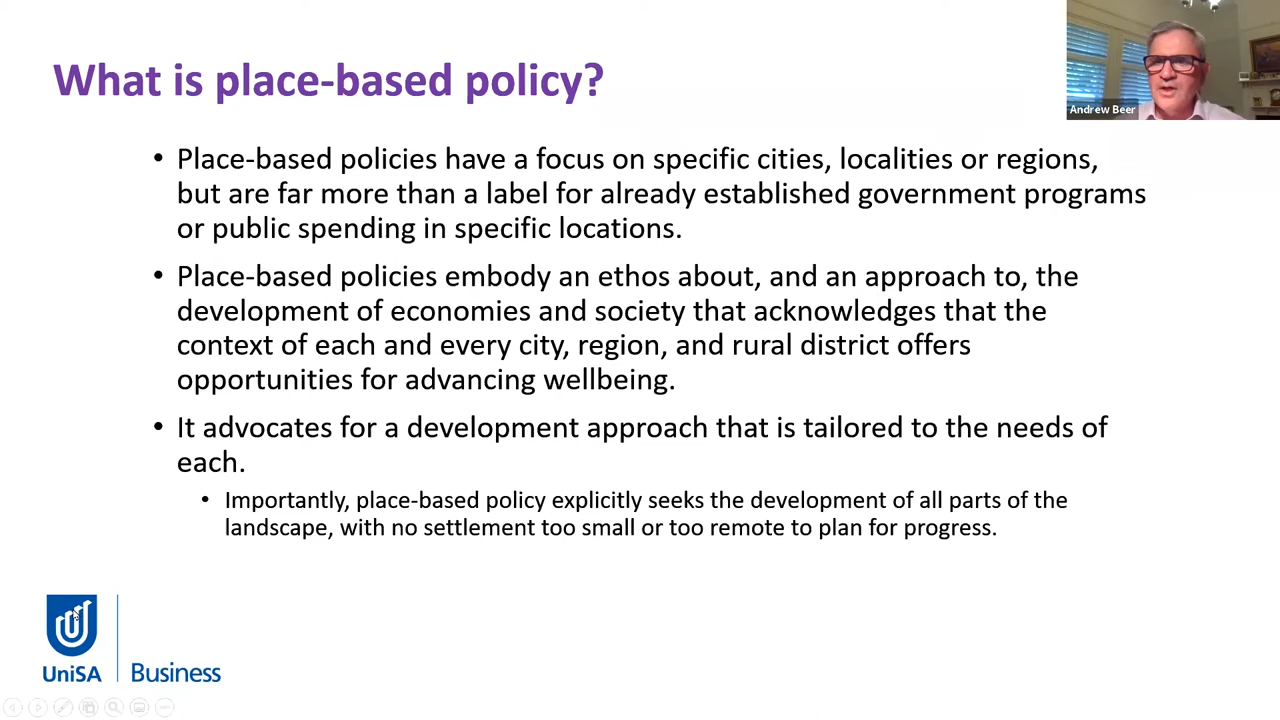 What is place-based policy?
Andrew Beer
• Place-based policies have a focus on specific cities, localities or regions,
but are far more than a label for already established government programs
or public spending in specific locations.
• Place-based policies embody an ethos about, and an approach to, the
development of economies and society that acknowledges that the
context of each and every city, region, and rural district offers
opportunities for advancing wellbeing.
• It advocates for a development approach that is tailored to the needs of
each.
• Importantly, place-based policy explicitly seeks the development of all parts of the
landscape, with no settlement too small or too remote to plan for progress.
UniSA
Business